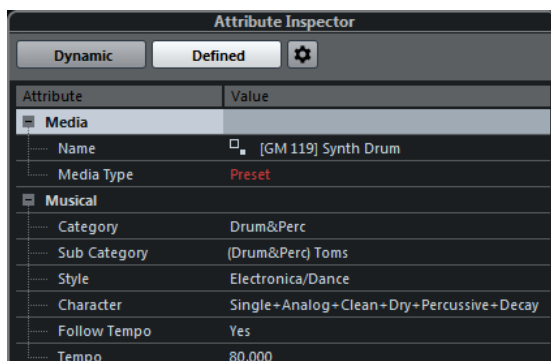 Attribute Inspector
Dynamic Defined
Attribute Value
Media
Name [GM 119] Synth Drum
Media Type Preset
Musical
Category Drum&Perc
Sub Category (Drum&Perc) Toms
Style Electronica/Dance
Character Single+Analog+Clean+Dry+Percussive+Decay
Follow Tempo Yes
Tempo 80.000